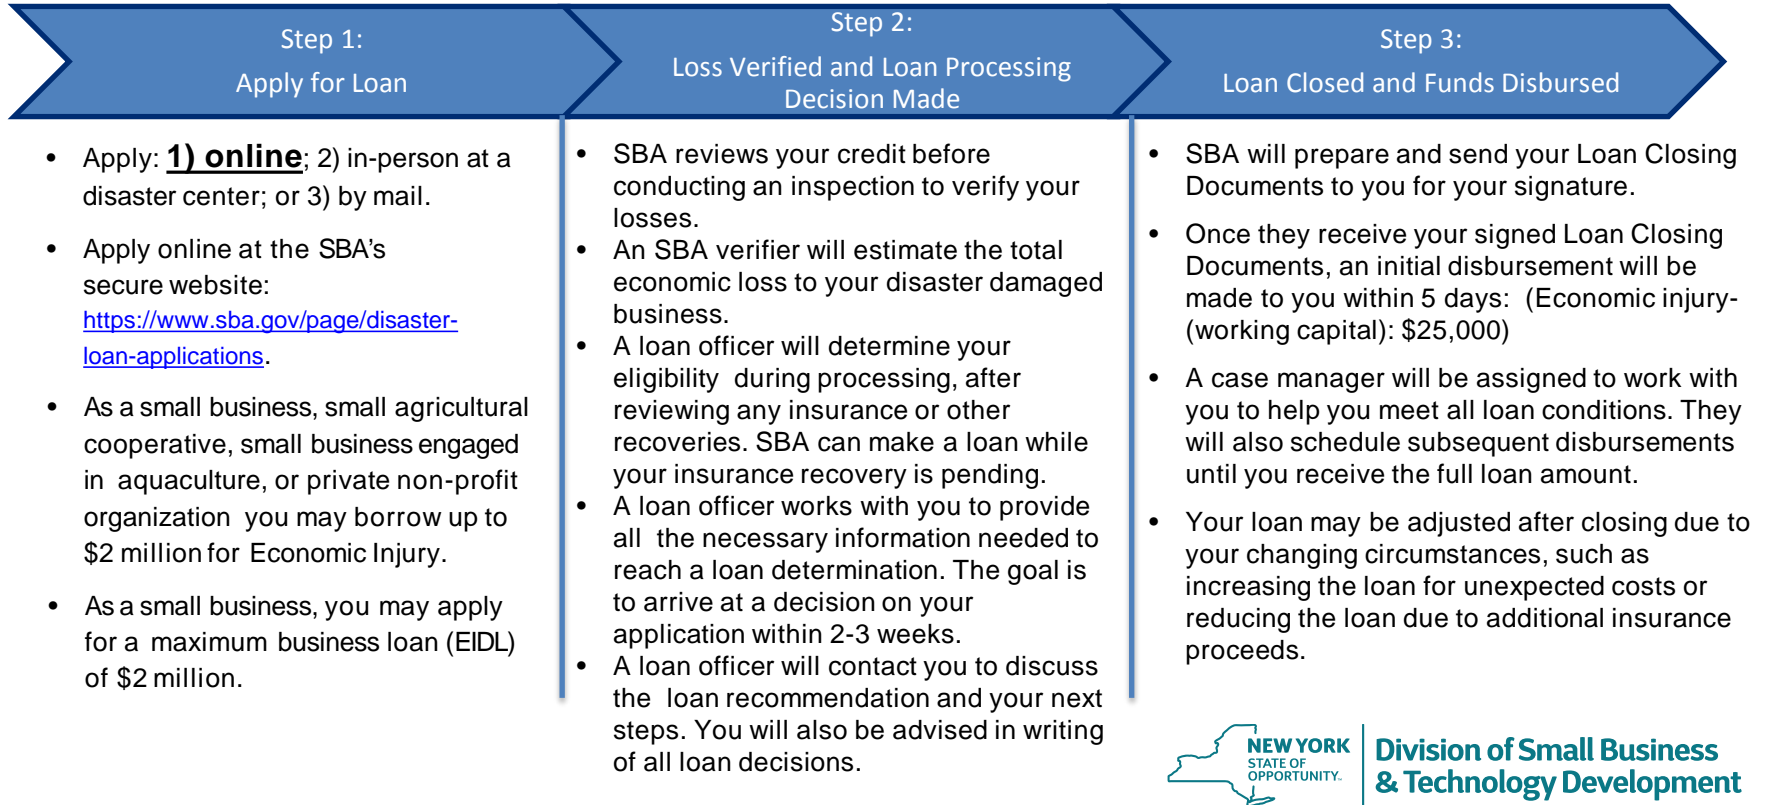 Step 1:
Apply for Loan
Step 2:
Loss Verified and Loan Processing
Decision Made
Step 3:
Loan Closed and Funds Disbursed
• Apply: 1) online; 2) in-person at a
disaster center; or 3) by mail.
• Apply online at the SBA’s
secure website:
https://www.sba.gov/page/disaster-
loan-applications.
• As a small business, small agricultural
cooperative, small business engaged
in aquaculture, or private non-profit
organization you may borrow up to
$2 million for Economic Injury.
• As a small business, you may apply
for a maximum business loan (EIDL)
of $2 million.
• SBA reviews your credit before
conducting an inspection to verify your
losses.
• An SBA verifier will estimate the total
economic loss to your disaster damaged
business.
• A loan officer will determine your
eligibility during processing, after
reviewing any insurance or other
recoveries. SBA can make a loan while
your insurance recovery is pending.
• A loan officer works with you to provide
all the necessary information needed to
reach a loan determination. The goal is
to arrive at a decision on your
application within 2-3 weeks.
• A loan officer will contact you to discuss
the loan recommendation and your next
steps. You will also be advised in writing
of all loan decisions.
• SBA will prepare and send your Loan Closing
Documents to you for your signature.
• Once they receive your signed Loan Closing
Documents, an initial disbursement will be
made to you within 5 days: (Economic injury-
(working capital): $25,000)
• A case manager will be assigned to work with
you to help you meet all loan conditions. They
will also schedule subsequent disbursements
until you receive the full loan amount.
• Your loan may be adjusted after closing due to
your changing circumstances, such as
increasing the loan for unexpected costs or
reducing the loan due to additional insurance
proceeds.
NEW YORK
STATE OF
OPPORTUNITY™
Division of Small Business
& Technology Development